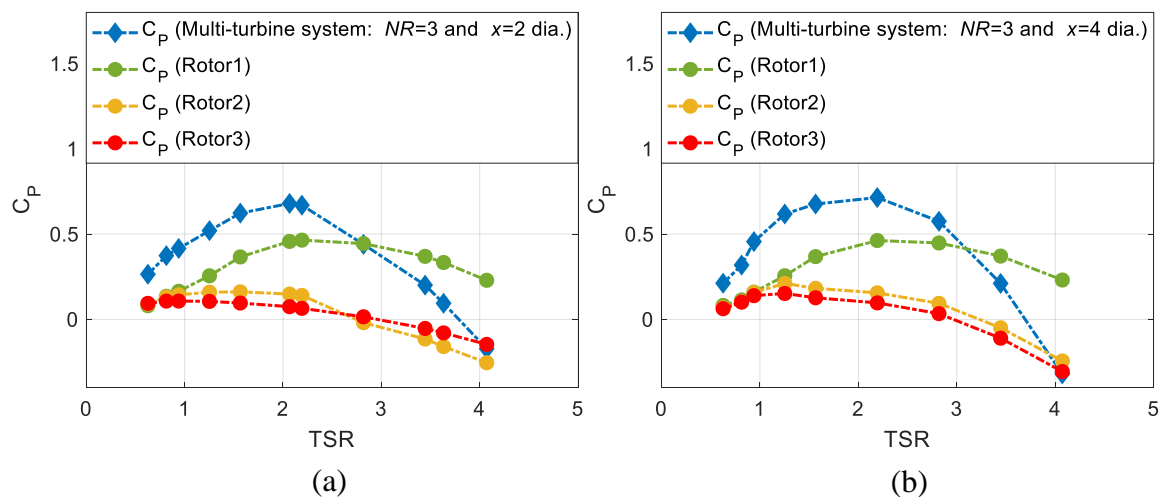 C_P (Multi-turbine system: NR=3 and x=2 dia.)
C_P (Rotor1)
C_P (Rotor2)
C_P (Rotor3)
1.5
1
0.5
0
C_P
0 1 2 3 4 5
TSR
(a)
C_P (Multi-turbine system: NR=3 and x=4 dia.)
C_P (Rotor1)
C_P (Rotor2)
C_P (Rotor3)
1.5
1
0.5
0
C_P
0 1 2 3 4 5
TSR
(b)